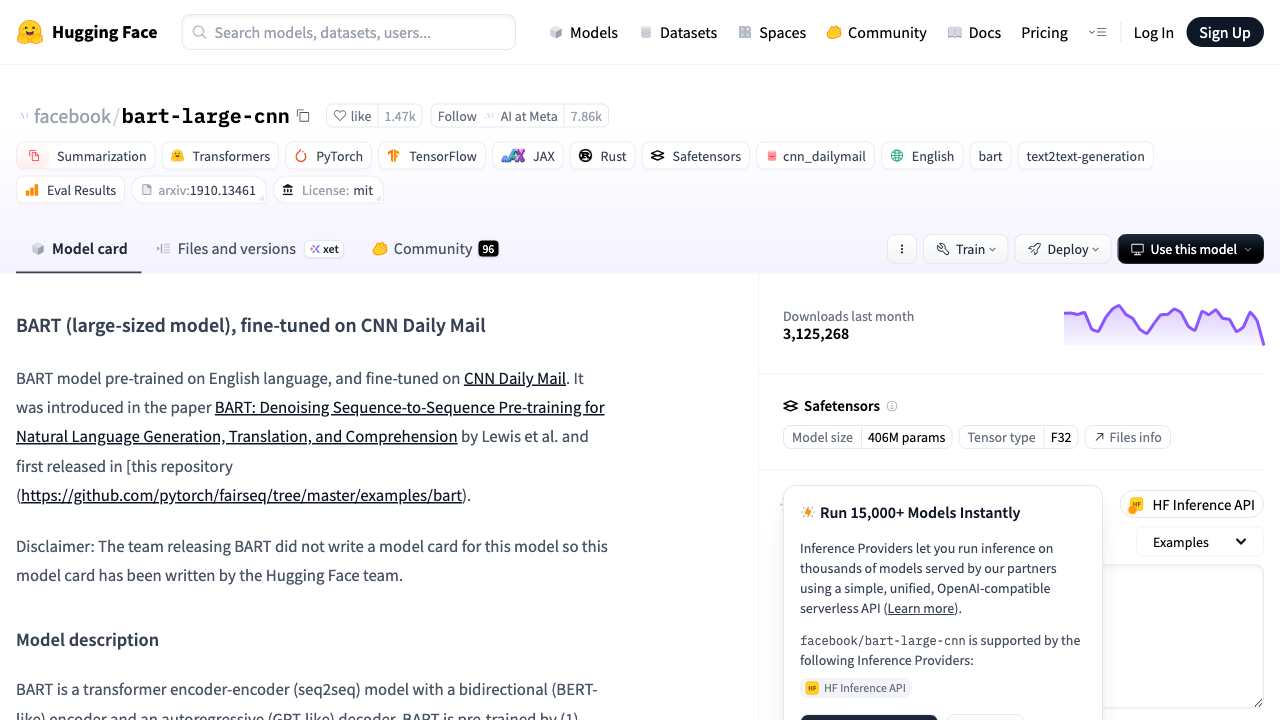 Hugging Face
Search models, datasets, users...
Models
Datasets
Spaces
Community
Docs
Pricing
Log In
Sign Up
facebook/bart-large-cnn
like 1.47k
Follow AI at Meta 7.86k
Summarization
Transformers
PyTorch
TensorFlow
JAX
Rust
Safetensors
cnn_dailymail
English
bart
text2text-generation
Eval Results
arxiv:1910.13461
License: mit
Model card
Files and versions xet
Community 96
Train
Deploy
Use this model
BART (large-sized model), fine-tuned on CNN Daily Mail
BART model pre-trained on English language, and fine-tuned on CNN Daily Mail. It
was introduced in the paper BART: Denoising Sequence-to-Sequence Pre-training for
Natural Language Generation, Translation, and Comprehension by Lewis et al. and
first released in [this repository
(https://github.com/pytorch/fairseq/tree/master/examples/bart).
Disclaimer: The team releasing BART did not write a model card for this model so this
model card has been written by the Hugging Face team.
Model description
BART is a transformer encoder-encoder (seq2seq) model with a bidirectional (BERT-
like) encoder and an autoregressive (GPT-like) decoder. BART is pre-trained by (1)
Downloads last month
3,125,268
Safetensors
Model size 406M params
Tensor type F32
Files info
HF Inference API
Examples
Run 15,000+ Models Instantly
Inference Providers let you run inference on
thousands of models served by our partners
using a simple, unified, OpenAI-compatible
serverless API (Learn more).
facebook/bart-large-cnn is supported by the
following Inference Providers:
HF Inference API